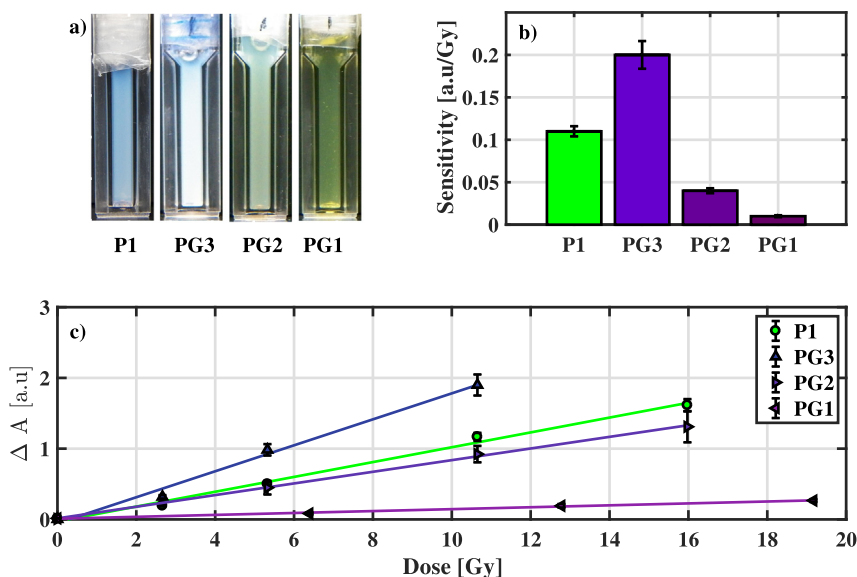 a)
P1 PG3 PG2 PG1
b)
Sensitivity [a.u/Gy]
0.2
0.15
0.1
0.05
0
P1 PG3 PG2 PG1
c)
Δ A [a.u]
3
2
1
0
P1
PG3
PG2
PG1
0 2 4 6 8 10 12 14 16 18 20
Dose [Gy]